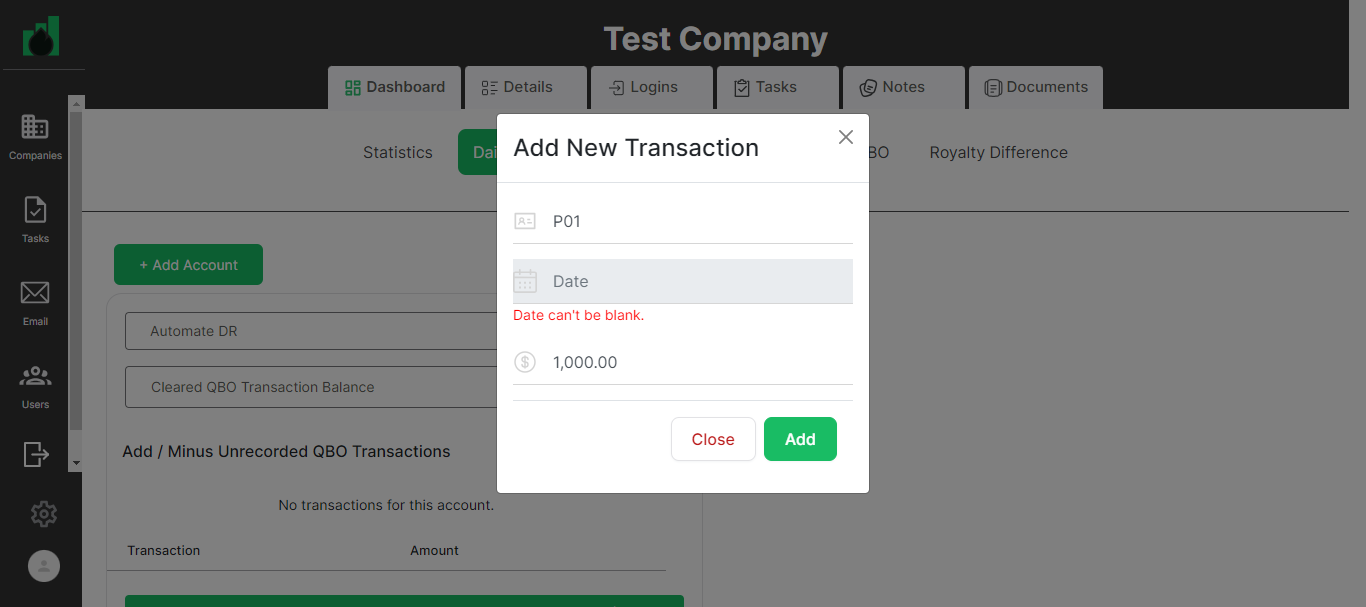 Test Company
Dashboard
Details
Logins
Tasks
Notes
Documents
Companies
Tasks
Email
Users
Statistics
Dai
BO
Royalty Difference
+ Add Account
Automate DR
Cleared QBO Transaction Balance
Add / Minus Unrecorded QBO Transactions
No transactions for this account.
Transaction
Amount
Add New Transaction
P01
Date
Date can't be blank.
$
1,000.00
Close
Add